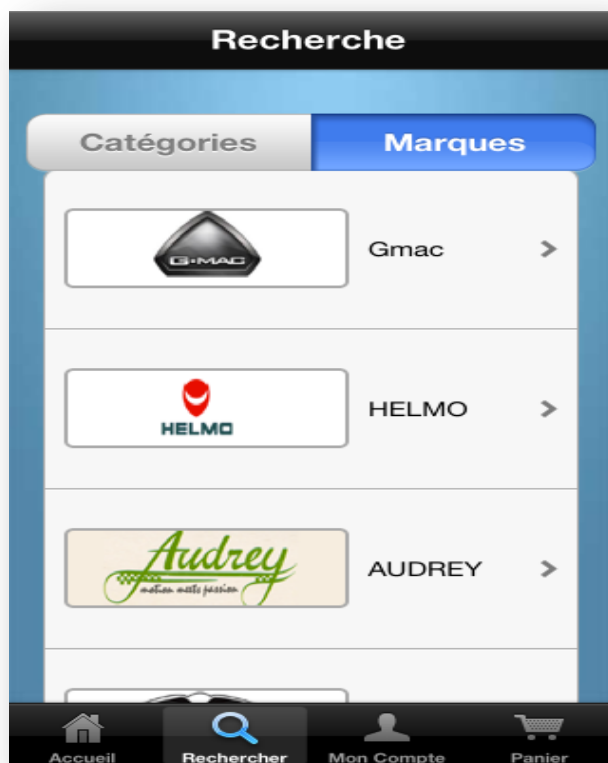 Recherche
Catégories Marques
G-MAC
Gmac
HELMO
HELMO
Audrey
motion meets passion
AUDREY
Accueil Rechercher Mon Compte Panier